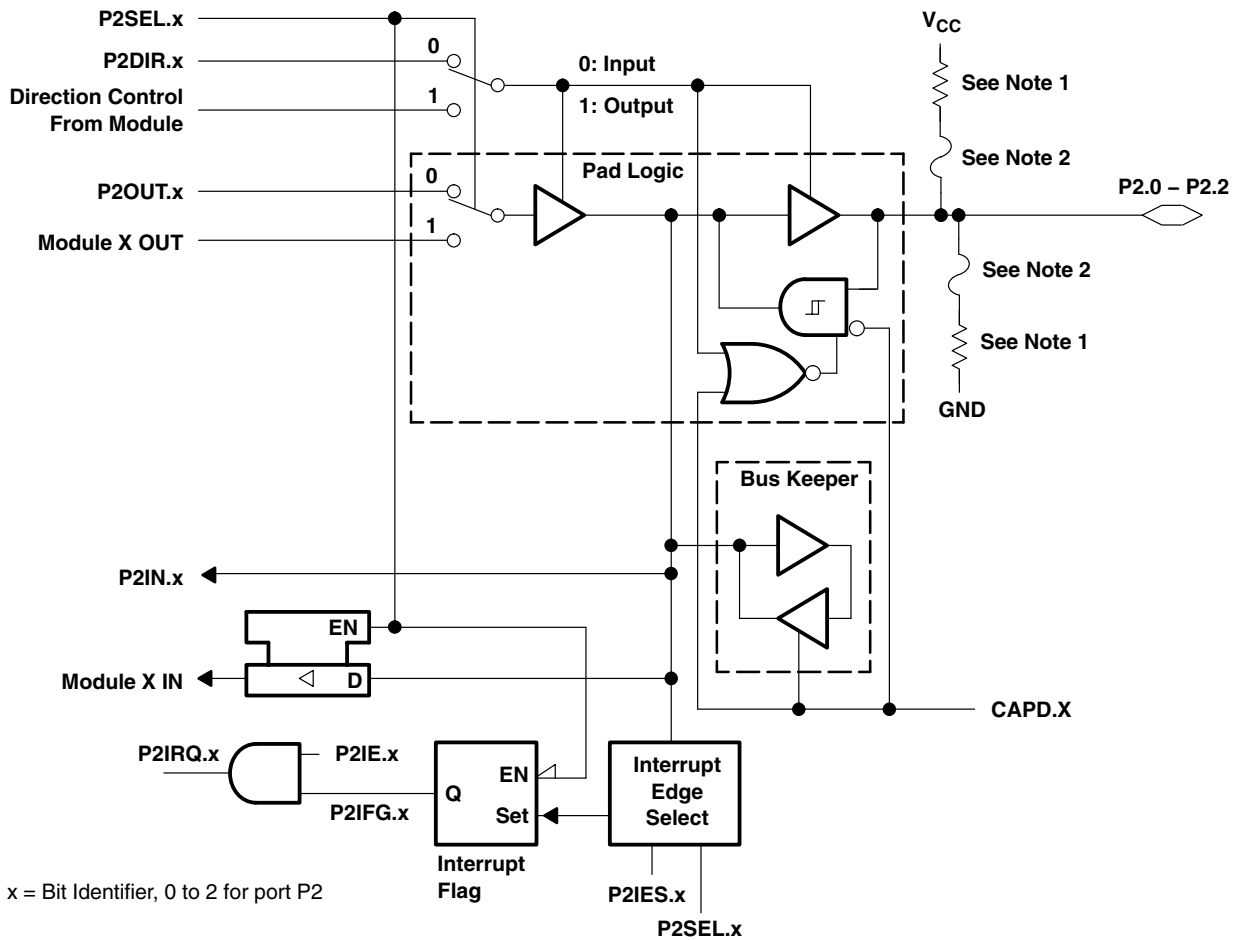 P2SEL.x
P2DIR.x
0
Direction Control
From Module
1
0: Input
1: Output
VCC
See Note 1
See Note 2
Pad Logic
P2OUT.x
0
Module X OUT
1
P2.0 – P2.2
See Note 2
See Note 1
GND
Bus Keeper
P2IN.x
EN
Module X IN
D
CAPD.X
P2IRQ.x
P2IE.x
P2IFG.x
EN
Q
Set
Interrupt
Flag
Interrupt
Edge
Select
P2IES.x
P2SEL.x
x = Bit Identifier, 0 to 2 for port P2